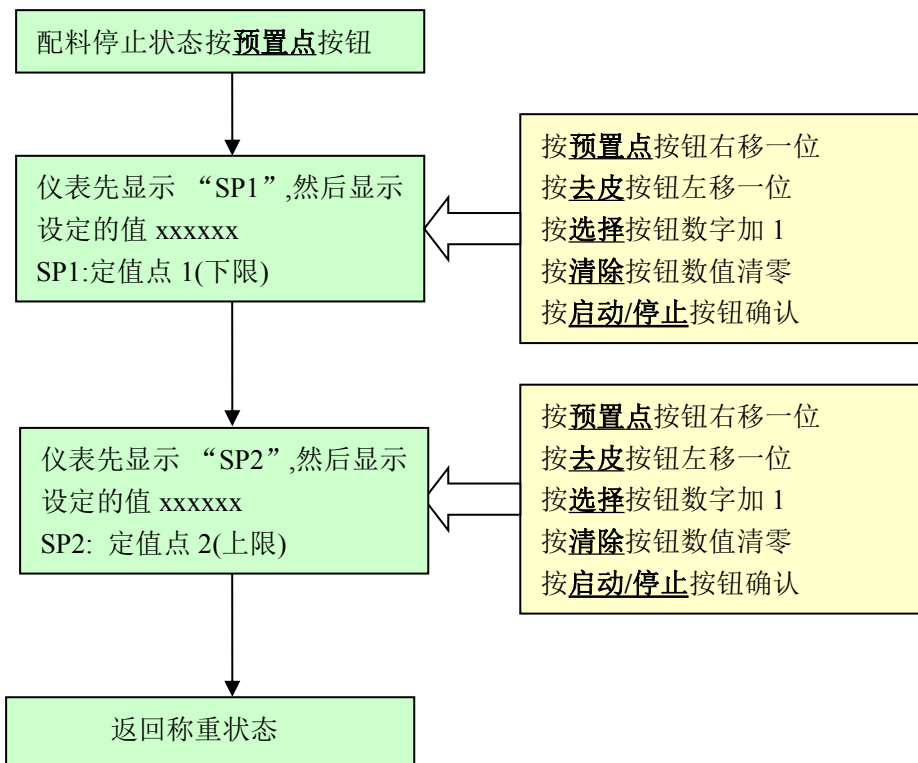 配料停止状态按预置点按钮
仪表先显示 “SP1”,然后显示
设定的值 xxxxxx
SP1:定值点 1(下限)
按预置点按钮右移一位
按去皮按钮左移一位
按选择按钮数字加 1
按清除按钮数值清零
按启动/停止按钮确认
仪表先显示 “SP2”,然后显示
设定的值 xxxxxx
SP2: 定值点 2(上限)
按预置点按钮右移一位
按去皮按钮左移一位
按选择按钮数字加 1
按清除按钮数值清零
按启动/停止按钮确认
返回称重状态